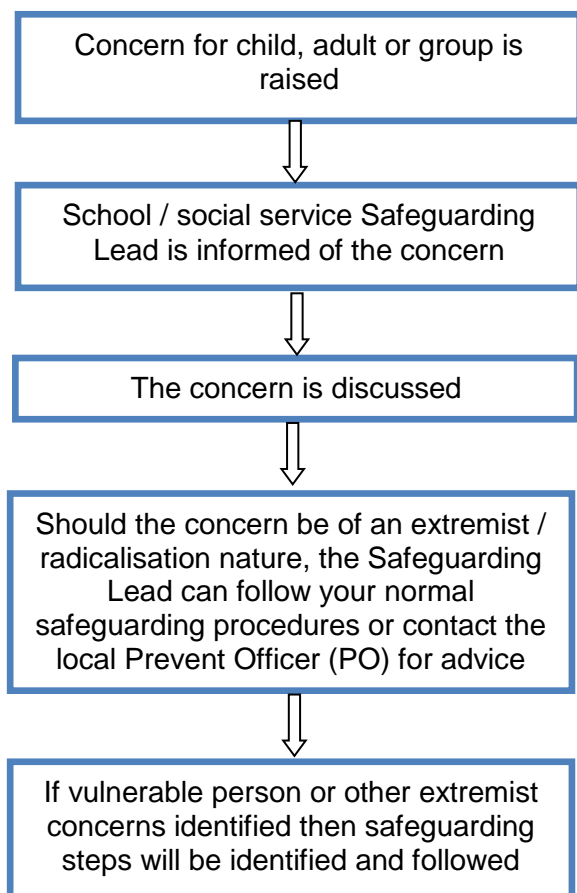 Concern for child, adult or group is
raised
School / social service Safeguarding
Lead is informed of the concern
The concern is discussed
Should the concern be of an extremist /
radicalisation nature, the Safeguarding
Lead can follow your normal
safeguarding procedures or contact the
local Prevent Officer (PO) for advice
If vulnerable person or other extremist
concerns identified then safeguarding
steps will be identified and followed